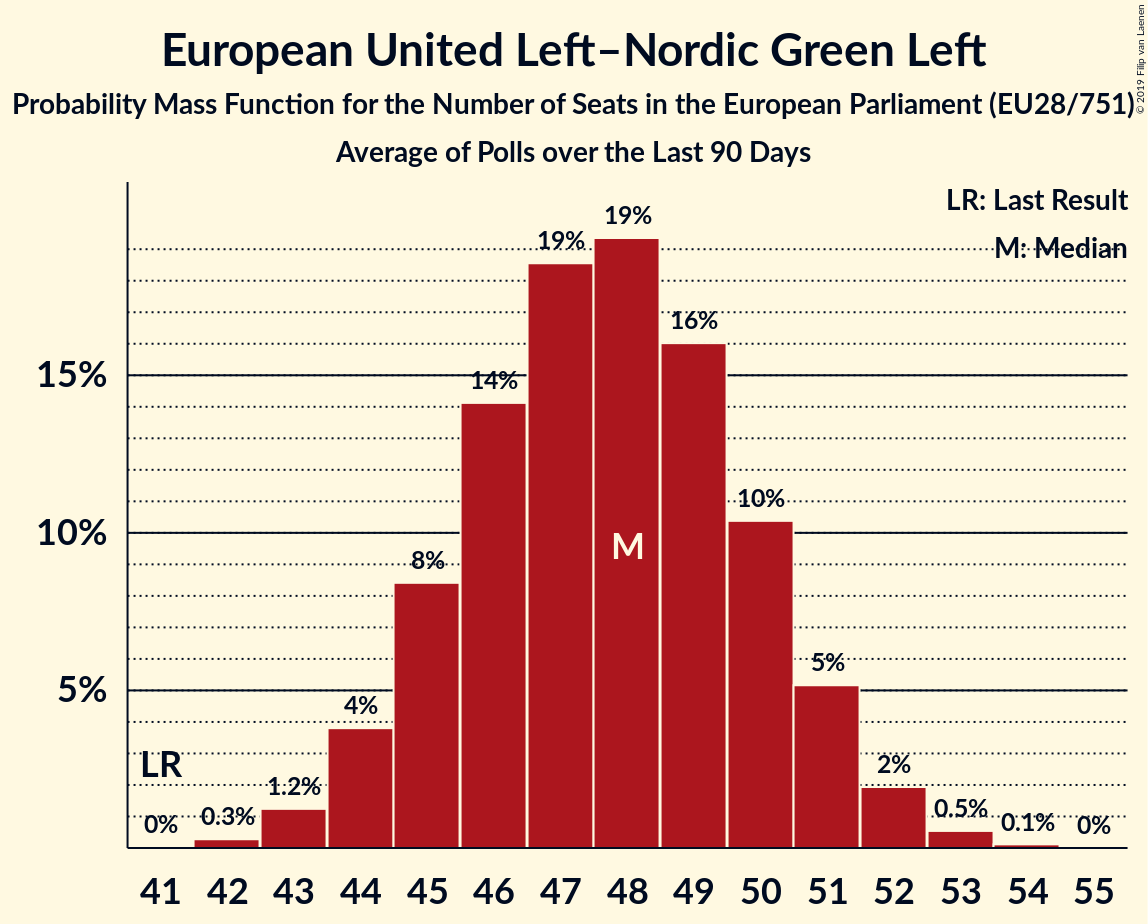 European United Left–Nordic Green Left
Probability Mass Function for the Number of Seats in the European Parliament (EU28/751)
Average of Polls over the Last 90 Days
© 2019 Filip van Laenen
LR: Last Result
M: Median
19%
19%
16%
15%
14%
10%
10%
M
8%
5%
5%
4%
LR
2%
1.2%
0.5%
0.3%
0.1%
0%
0%
41 42 43 44 45 46 47 48 49 50 51 52 53 54 55